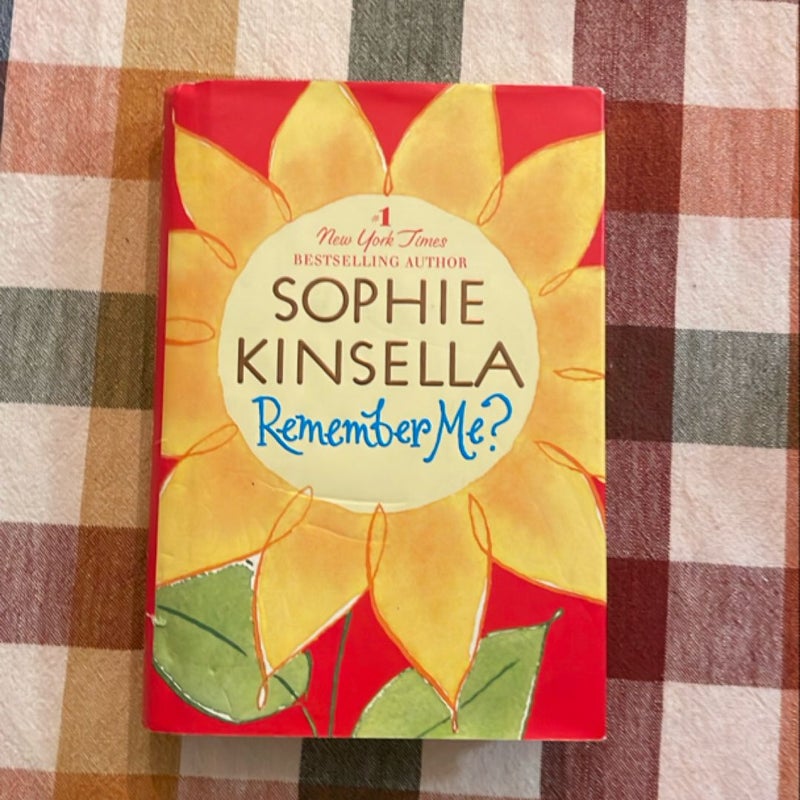 #1
New York Times
BESTSELLING AUTHOR
SOPHIE
KINSELLA
Remember Me?